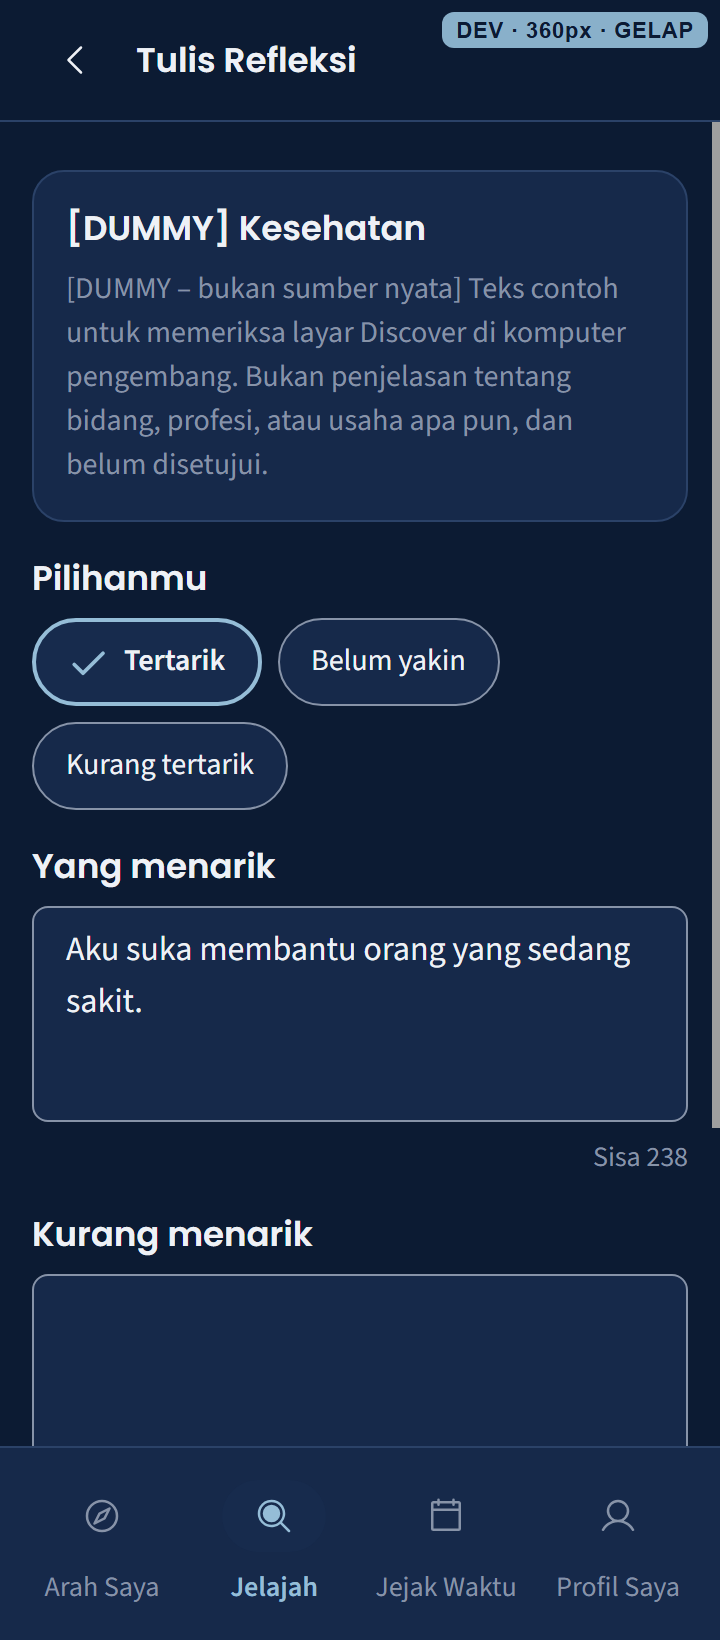 DEV · 360px · GELAP
Tulis Refleksi
[DUMMY] Kesehatan
[DUMMY – bukan sumber nyata] Teks contoh
untuk memeriksa layar Discover di komputer
pengembang. Bukan penjelasan tentang
bidang, profesi, atau usaha apa pun, dan
belum disetujui.
Pilihanmu
Tertarik
Belum yakin
Kurang tertarik
Yang menarik
Aku suka membantu orang yang sedang
sakit.
Sisa 238
Kurang menarik
Arah Saya
Jelajah
Jejak Waktu
Profil Saya